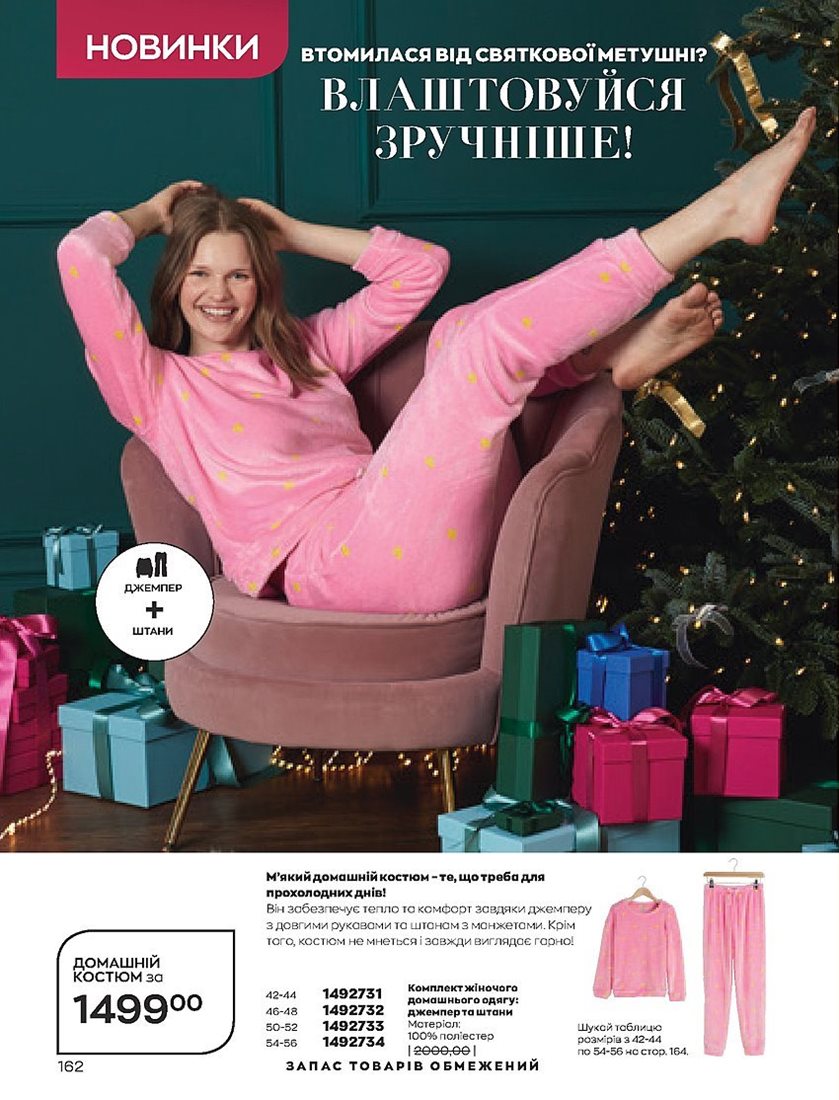 НОВИНКИ
ВТОМИЛАСЯ ВІД СВЯТКОВОЇ МЕТУШНІ?
ВЛАШТОВУЙСЯ
ЗРУЧНІШЕ!
ДЖЕМПЕР
+
ШТАНИ
М’який домашній костюм – те, що треба для
прохолодних днів!
Він забезпечує тепло та комфорт завдяки джемперу
з довгими рукавами та штанам з манжетами. Крім
того, костюм не мнеться і завжди виглядає гарно!
ДОМАШНІЙ
КОСТЮМ за
1499⁰⁰
42-44 1492731
46-48 1492732
50-52 1492733
54-56 1492734
Комплект жіночого
домашнього одягу:
джемпер та штани
Матеріал:
100% поліестер
| 2000,00 |
Шукай таблицю
розмірів з 42-44
по 54-56 на стор. 164.
162
ЗАПАС ТОВАРІВ ОБМЕЖЕНИЙ